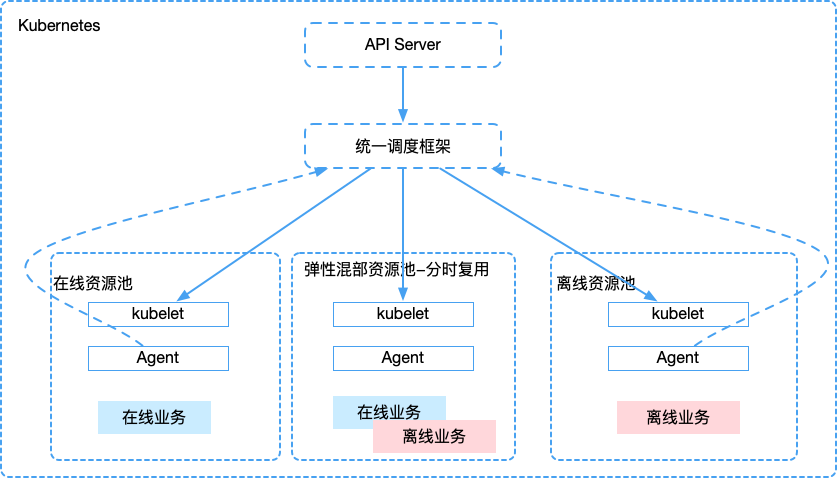 Kubernetes
API Server
统一调度框架
在线资源池
kubelet
Agent
在线业务
弹性混部资源池-分时复用
kubelet
Agent
在线业务
离线业务
离线资源池
kubelet
Agent
离线业务